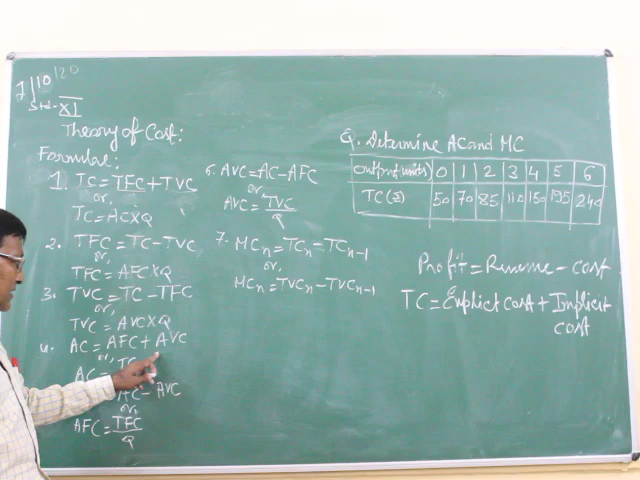 7/10/20
Std-XI
Theory of Cost:
Formulae:
1. TC = TFC + TVC
or,
TC = AC X Q
2. TFC = TC - TVC
or,
TFC = AFC X Q
3. TVC = TC - TFC
or,
TVC = AVC X Q
4. AC = AFC + AVC
or, TC
AC =
AC - AVC
or,
AFC = TFC
Q
6. AVC = AC - AFC
or,
AVC = TVC
Q
7. MCn = TCn - TCn-1
or,
MCn = TVCn - TVCn-1
Q. Determine AC and MC
output(units) 0 1 2 3 4 5 6
TC (₹) 50 70 85 110 150 195 240
Profit = Revenue - cost
TC = Explicit cost + Implicit
cost